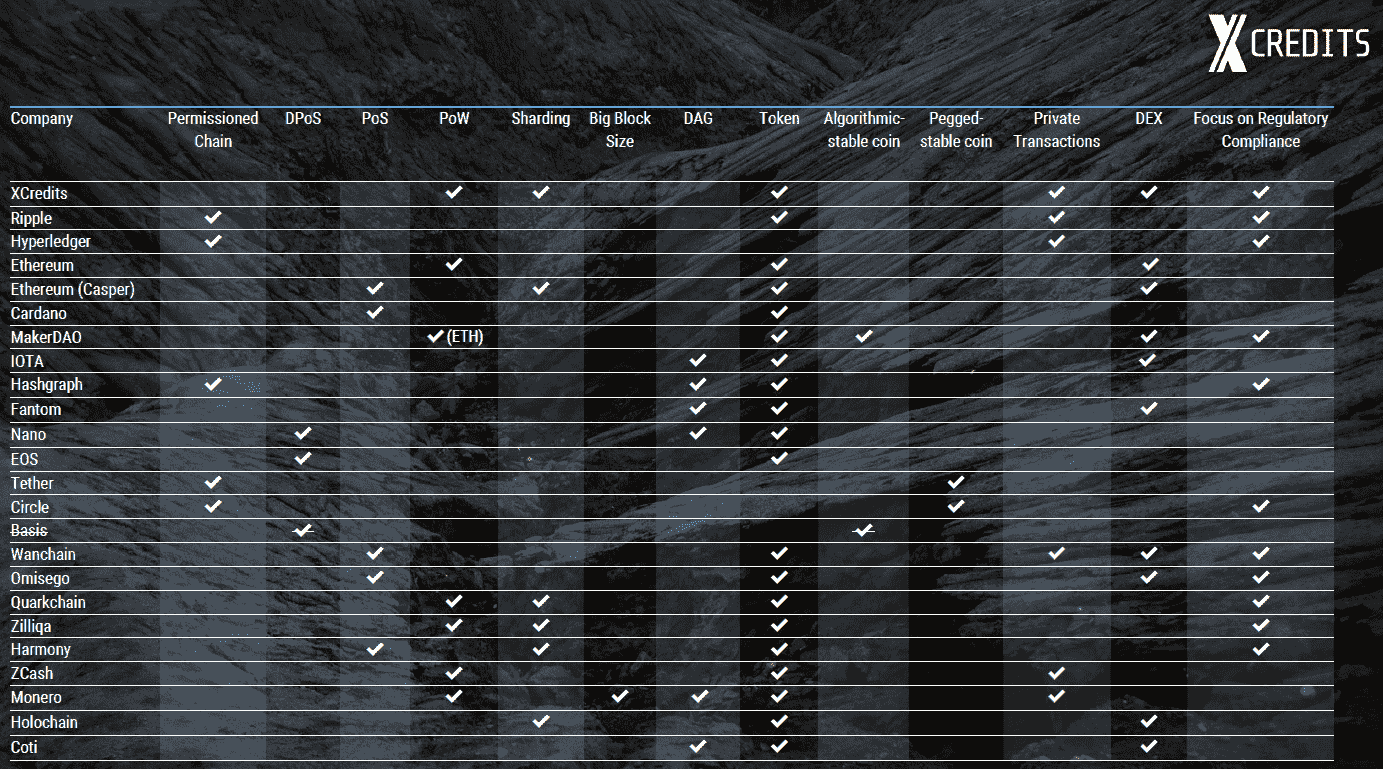 XCREDITS
Company Permissioned Chain DPoS PoS PoW Sharding Big Block Size DAG Token Algorithmic-stable coin Pegged-stable coin Private Transactions DEX Focus on Regulatory Compliance
XCredits ✓ ✓ ✓ ✓ ✓ ✓
Ripple ✓ ✓ ✓ ✓
Hyperledger ✓ ✓ ✓
Ethereum ✓ ✓ ✓
Ethereum (Casper) ✓ ✓ ✓ ✓
Cardano ✓ ✓
MakerDAO ✓ (ETH) ✓ ✓ ✓ ✓
IOTA ✓ ✓ ✓
Hashgraph ✓ ✓ ✓ ✓
Fantom ✓ ✓ ✓
Nano ✓ ✓ ✓
EOS ✓ ✓
Tether ✓ ✓
Circle ✓ ✓ ✓
Basis ✓ ✓
Wanchain ✓ ✓ ✓ ✓ ✓
Omisego ✓ ✓ ✓ ✓
Quarkchain ✓ ✓ ✓ ✓
Zilliqa ✓ ✓ ✓ ✓
Harmony ✓ ✓ ✓ ✓
ZCash ✓ ✓ ✓
Monero ✓ ✓ ✓ ✓ ✓
Holochain ✓ ✓ ✓
Coti ✓ ✓ ✓